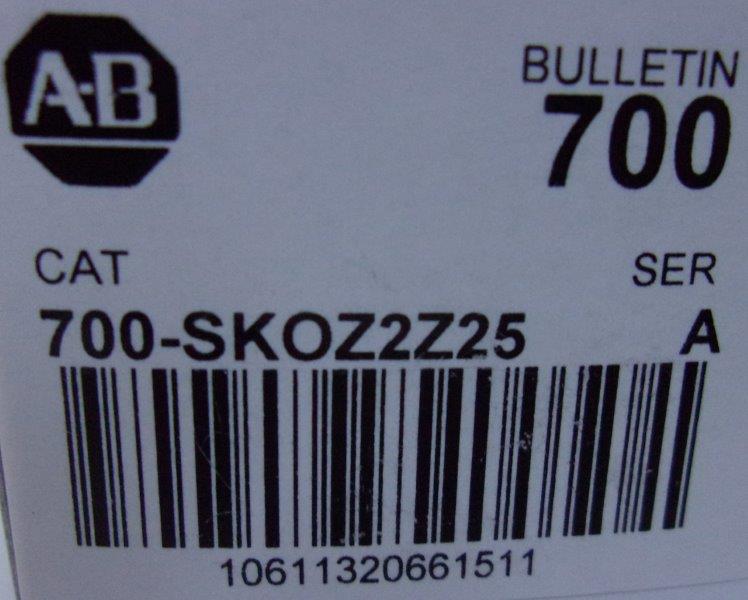 A-B
BULLETIN
700
CAT SER
700-SKOZ2Z25 A
10611320661511